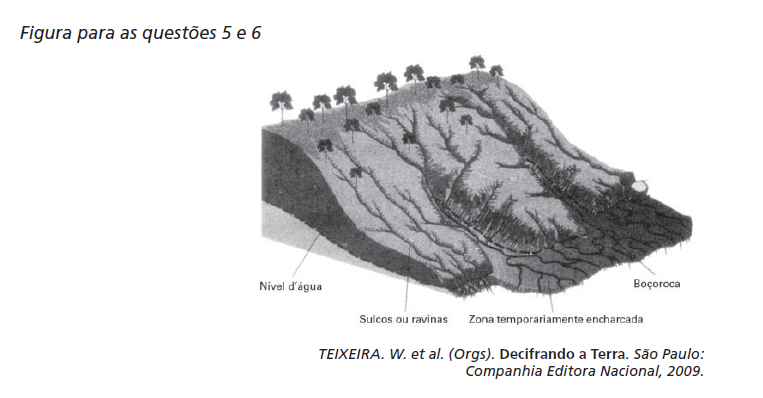 Figura para as questões 5 e 6
Nível d'água
Boçoroca
Sulcos ou ravinas
Zona temporariamente encharcada
TEIXEIRA. W. et al. (Orgs). Decifrando a Terra. São Paulo:
Companhia Editora Nacional, 2009.